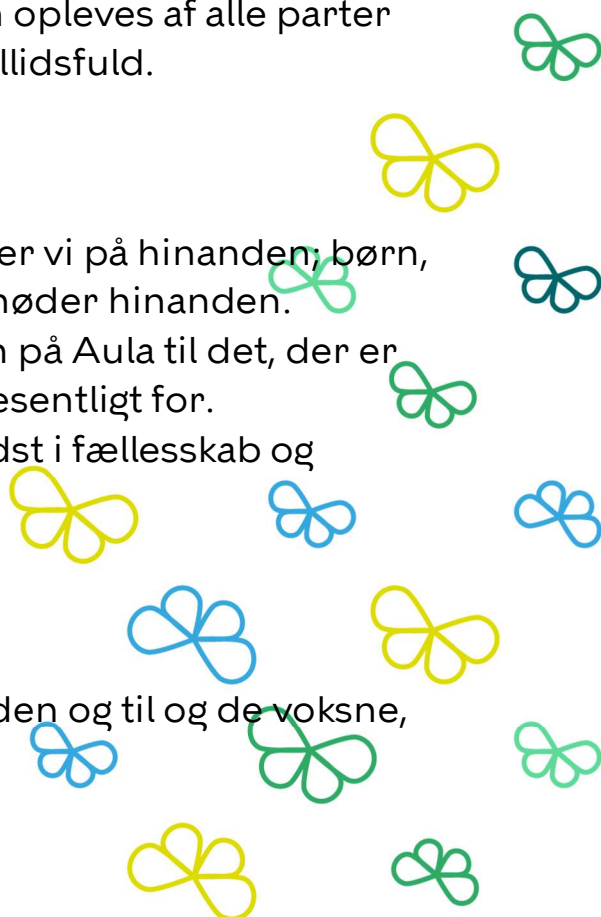 opleves af alle parter
llidsfuld.
er vi på hinanden; børn,
nøder hinanden.
på Aula til det, der er
esentligt for.
dst i fællesskab og
den og til og de voksne,